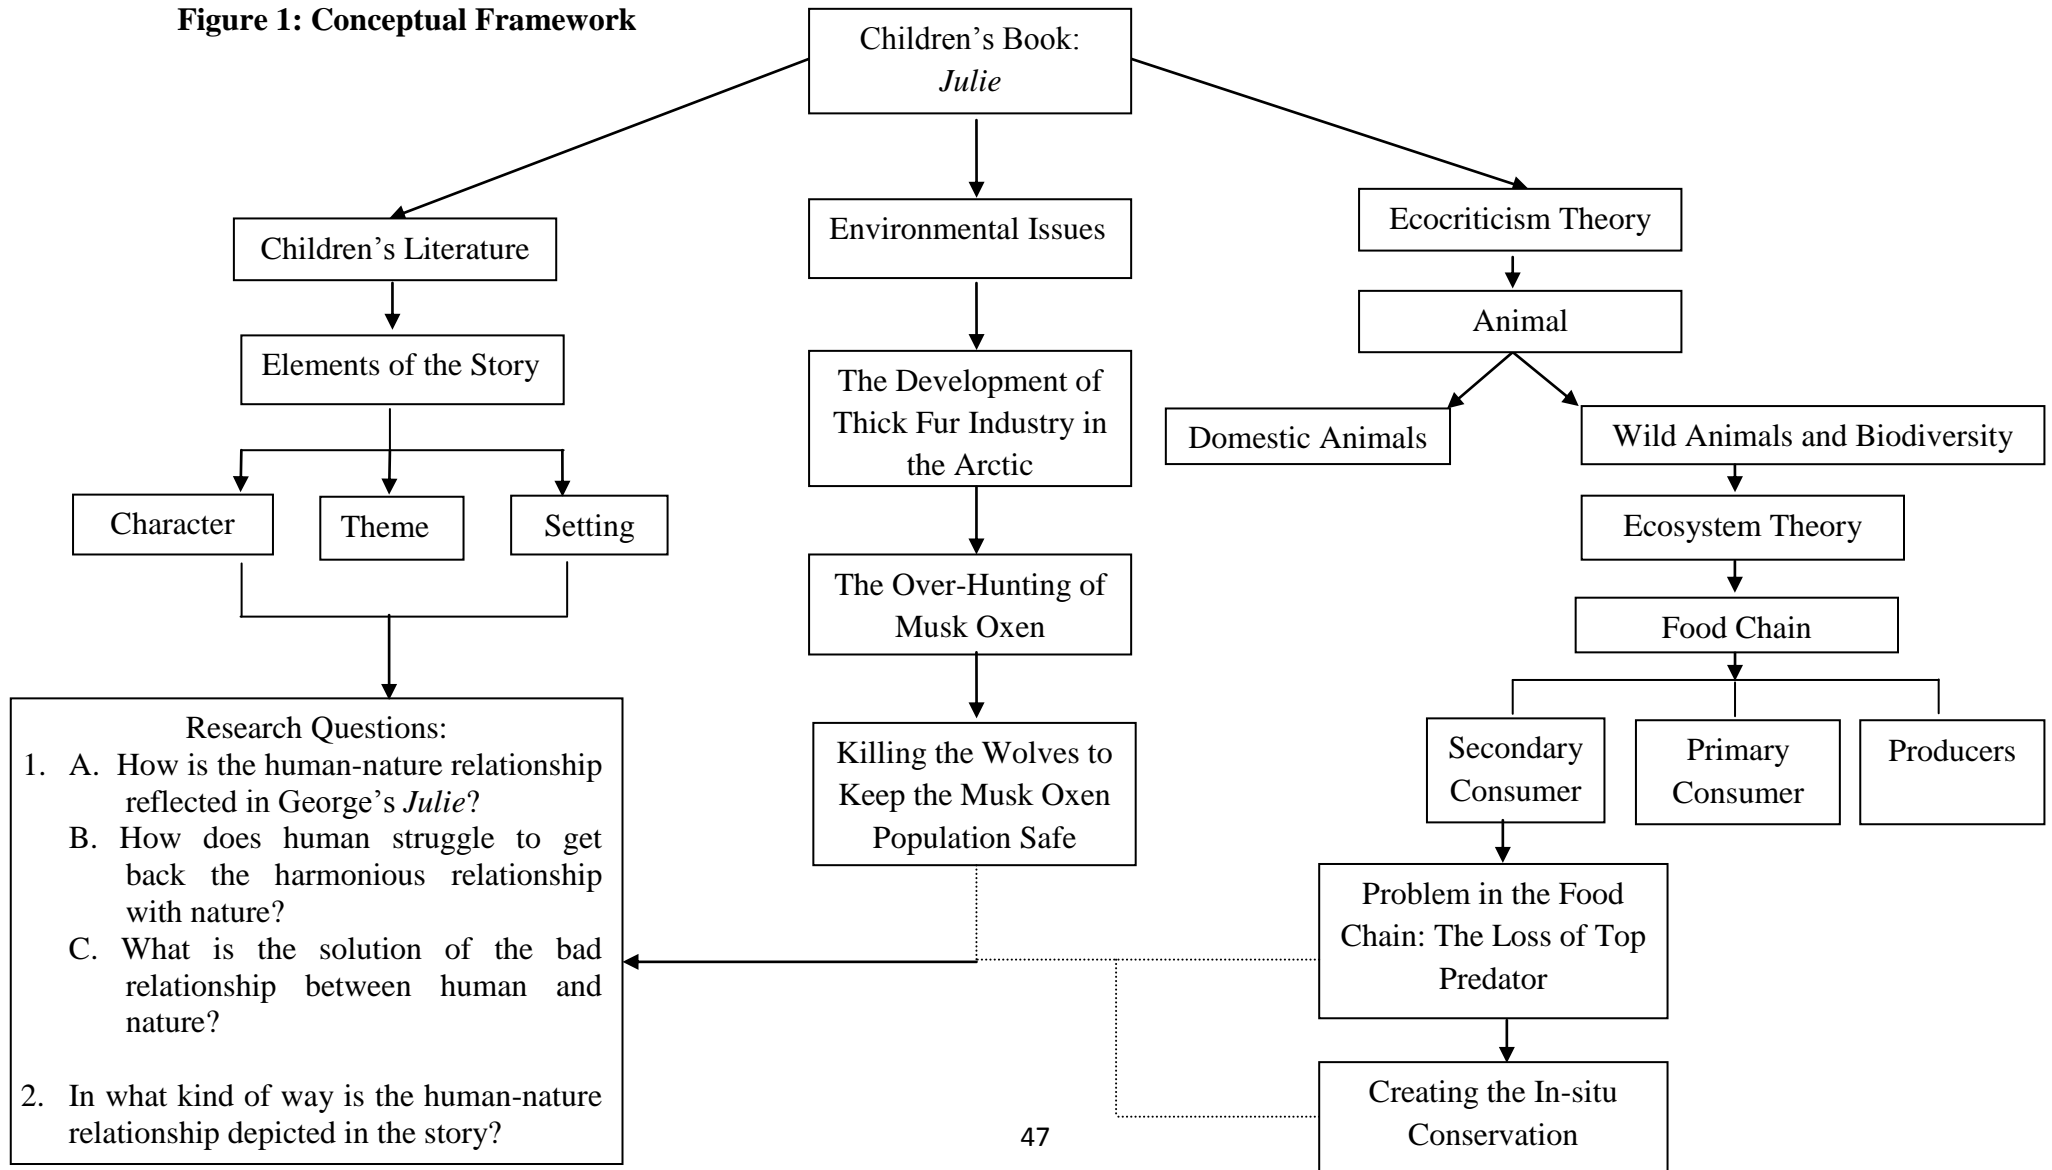 Figure 1: Conceptual Framework
Children’s Book:
Julie
Children’s Literature
Elements of the Story
Character
Theme
Setting
Research Questions:
1. A. How is the human-nature relationship
reflected in George’s Julie?
B. How does human struggle to get
back the harmonious relationship
with nature?
C. What is the solution of the bad
relationship between human and
nature?
2. In what kind of way is the human-nature
relationship depicted in the story?
Environmental Issues
The Development of
Thick Fur Industry in
the Arctic
The Over-Hunting of
Musk Oxen
Killing the Wolves to
Keep the Musk Oxen
Population Safe
Ecocriticism Theory
Animal
Domestic Animals
Wild Animals and Biodiversity
Ecosystem Theory
Food Chain
Secondary
Consumer
Primary
Consumer
Producers
Problem in the Food
Chain: The Loss of Top
Predator
Creating the In-situ
Conservation
47